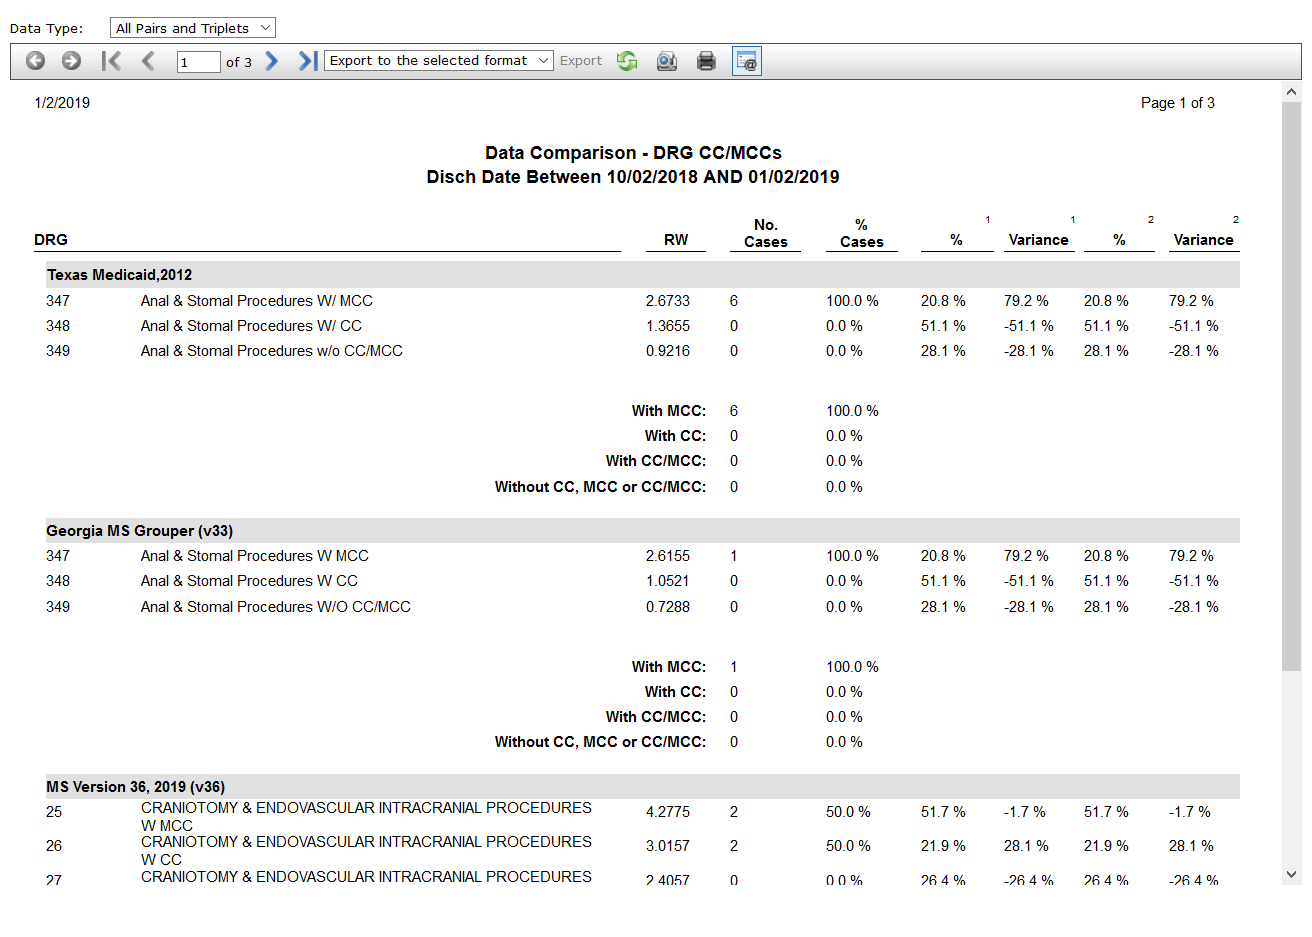 Data Type: All Pairs and Triplets
1 of 3 Export to the selected format Export
1/2/2019 Page 1 of 3
Data Comparison - DRG CC/MCCs
Disch Date Between 10/02/2018 AND 01/02/2019
1 1 2 2
No. %
DRG RW Cases Cases % Variance % Variance
Texas Medicaid,2012
347 Anal & Stomal Procedures W/ MCC 2.6733 6 100.0 % 20.8 % 79.2 % 20.8 % 79.2 %
348 Anal & Stomal Procedures W/ CC 1.3655 0 0.0 % 51.1 % -51.1 % 51.1 % -51.1 %
349 Anal & Stomal Procedures w/o CC/MCC 0.9216 0 0.0 % 28.1 % -28.1 % 28.1 % -28.1 %
With MCC: 6 100.0 %
With CC: 0 0.0 %
With CC/MCC: 0 0.0 %
Without CC, MCC or CC/MCC: 0 0.0 %
Georgia MS Grouper (v33)
347 Anal & Stomal Procedures W MCC 2.6155 1 100.0 % 20.8 % 79.2 % 20.8 % 79.2 %
348 Anal & Stomal Procedures W CC 1.0521 0 0.0 % 51.1 % -51.1 % 51.1 % -51.1 %
349 Anal & Stomal Procedures W/O CC/MCC 0.7288 0 0.0 % 28.1 % -28.1 % 28.1 % -28.1 %
With MCC: 1 100.0 %
With CC: 0 0.0 %
With CC/MCC: 0 0.0 %
Without CC, MCC or CC/MCC: 0 0.0 %
MS Version 36, 2019 (v36)
25 CRANIOTOMY & ENDOVASCULAR INTRACRANIAL PROCEDURES 4.2775 2 50.0 % 51.7 % -1.7 % 51.7 % -1.7 %
W MCC
26 CRANIOTOMY & ENDOVASCULAR INTRACRANIAL PROCEDURES 3.0157 2 50.0 % 21.9 % 28.1 % 21.9 % 28.1 %
W CC
27 CRANIOTOMY & ENDOVASCULAR INTRACRANIAL PROCEDURES 2.4057 0 0.0 % 26.4 % -26.4 % 26.4 % -26.4 %